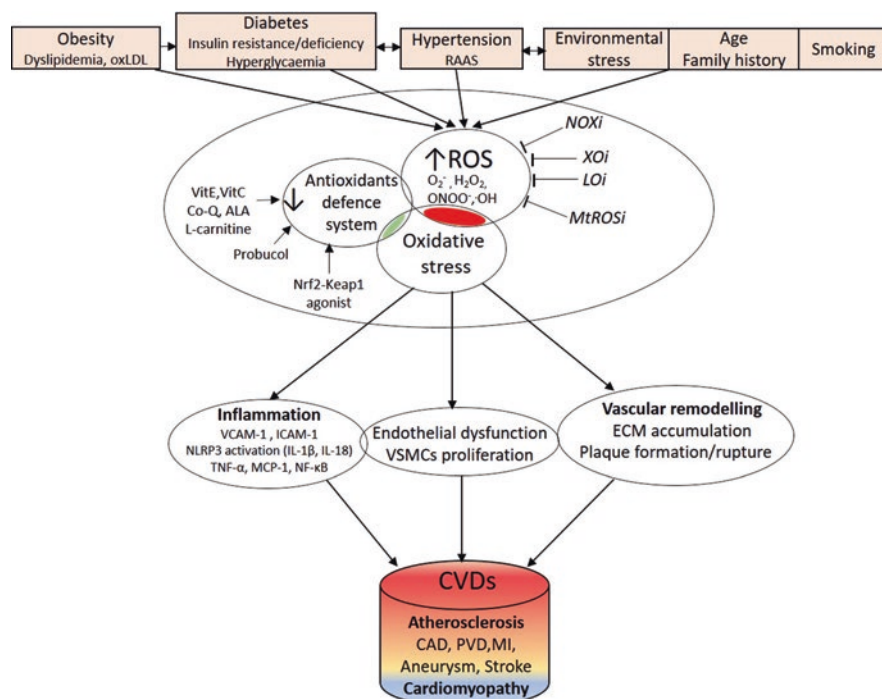 Obesity
Dyslipidemia, oxLDL
Diabetes
Insulin resistance/deficiency
Hyperglycaemia
Hypertension
RAAS
Environmental
stress
Age
Family history
Smoking
↑ROS
O₂⁻, H₂O₂,
ONOO⁻,·OH
NOXi
XOi
LOi
MtROSi
↓ Antioxidants
defence
system
VitE,VitC
Co-Q, ALA
L-carnitine
Probucol
Nrf2-Keap1
agonist
Oxidative
stress
Inflammation
VCAM-1 , ICAM-1
NLRP3 activation (IL-1β, IL-18)
TNF-α, MCP-1, NF-κB
Endothelial dysfunction
VSMCs proliferation
Vascular remodelling
ECM accumulation
Plaque formation/rupture
CVDs
Atherosclerosis
CAD, PVD,MI,
Aneurysm, Stroke
Cardiomyopathy